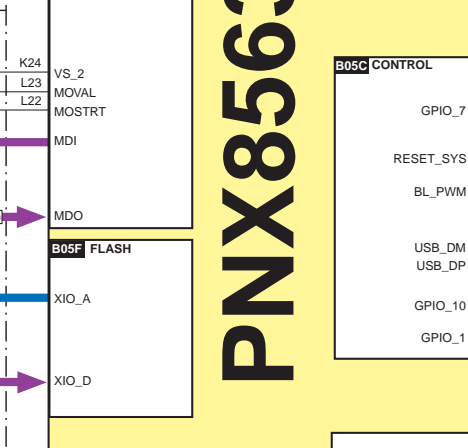 K24
VS_2
L23
MOVAL
L22
MOSTRT
MDI
MDO
B05F FLASH
XIO_A
XIO_D
PNX8563
B05C CONTROL
GPIO_7
RESET_SYS
BL_PWM
USB_DM
USB_DP
GPIO_10
GPIO_1